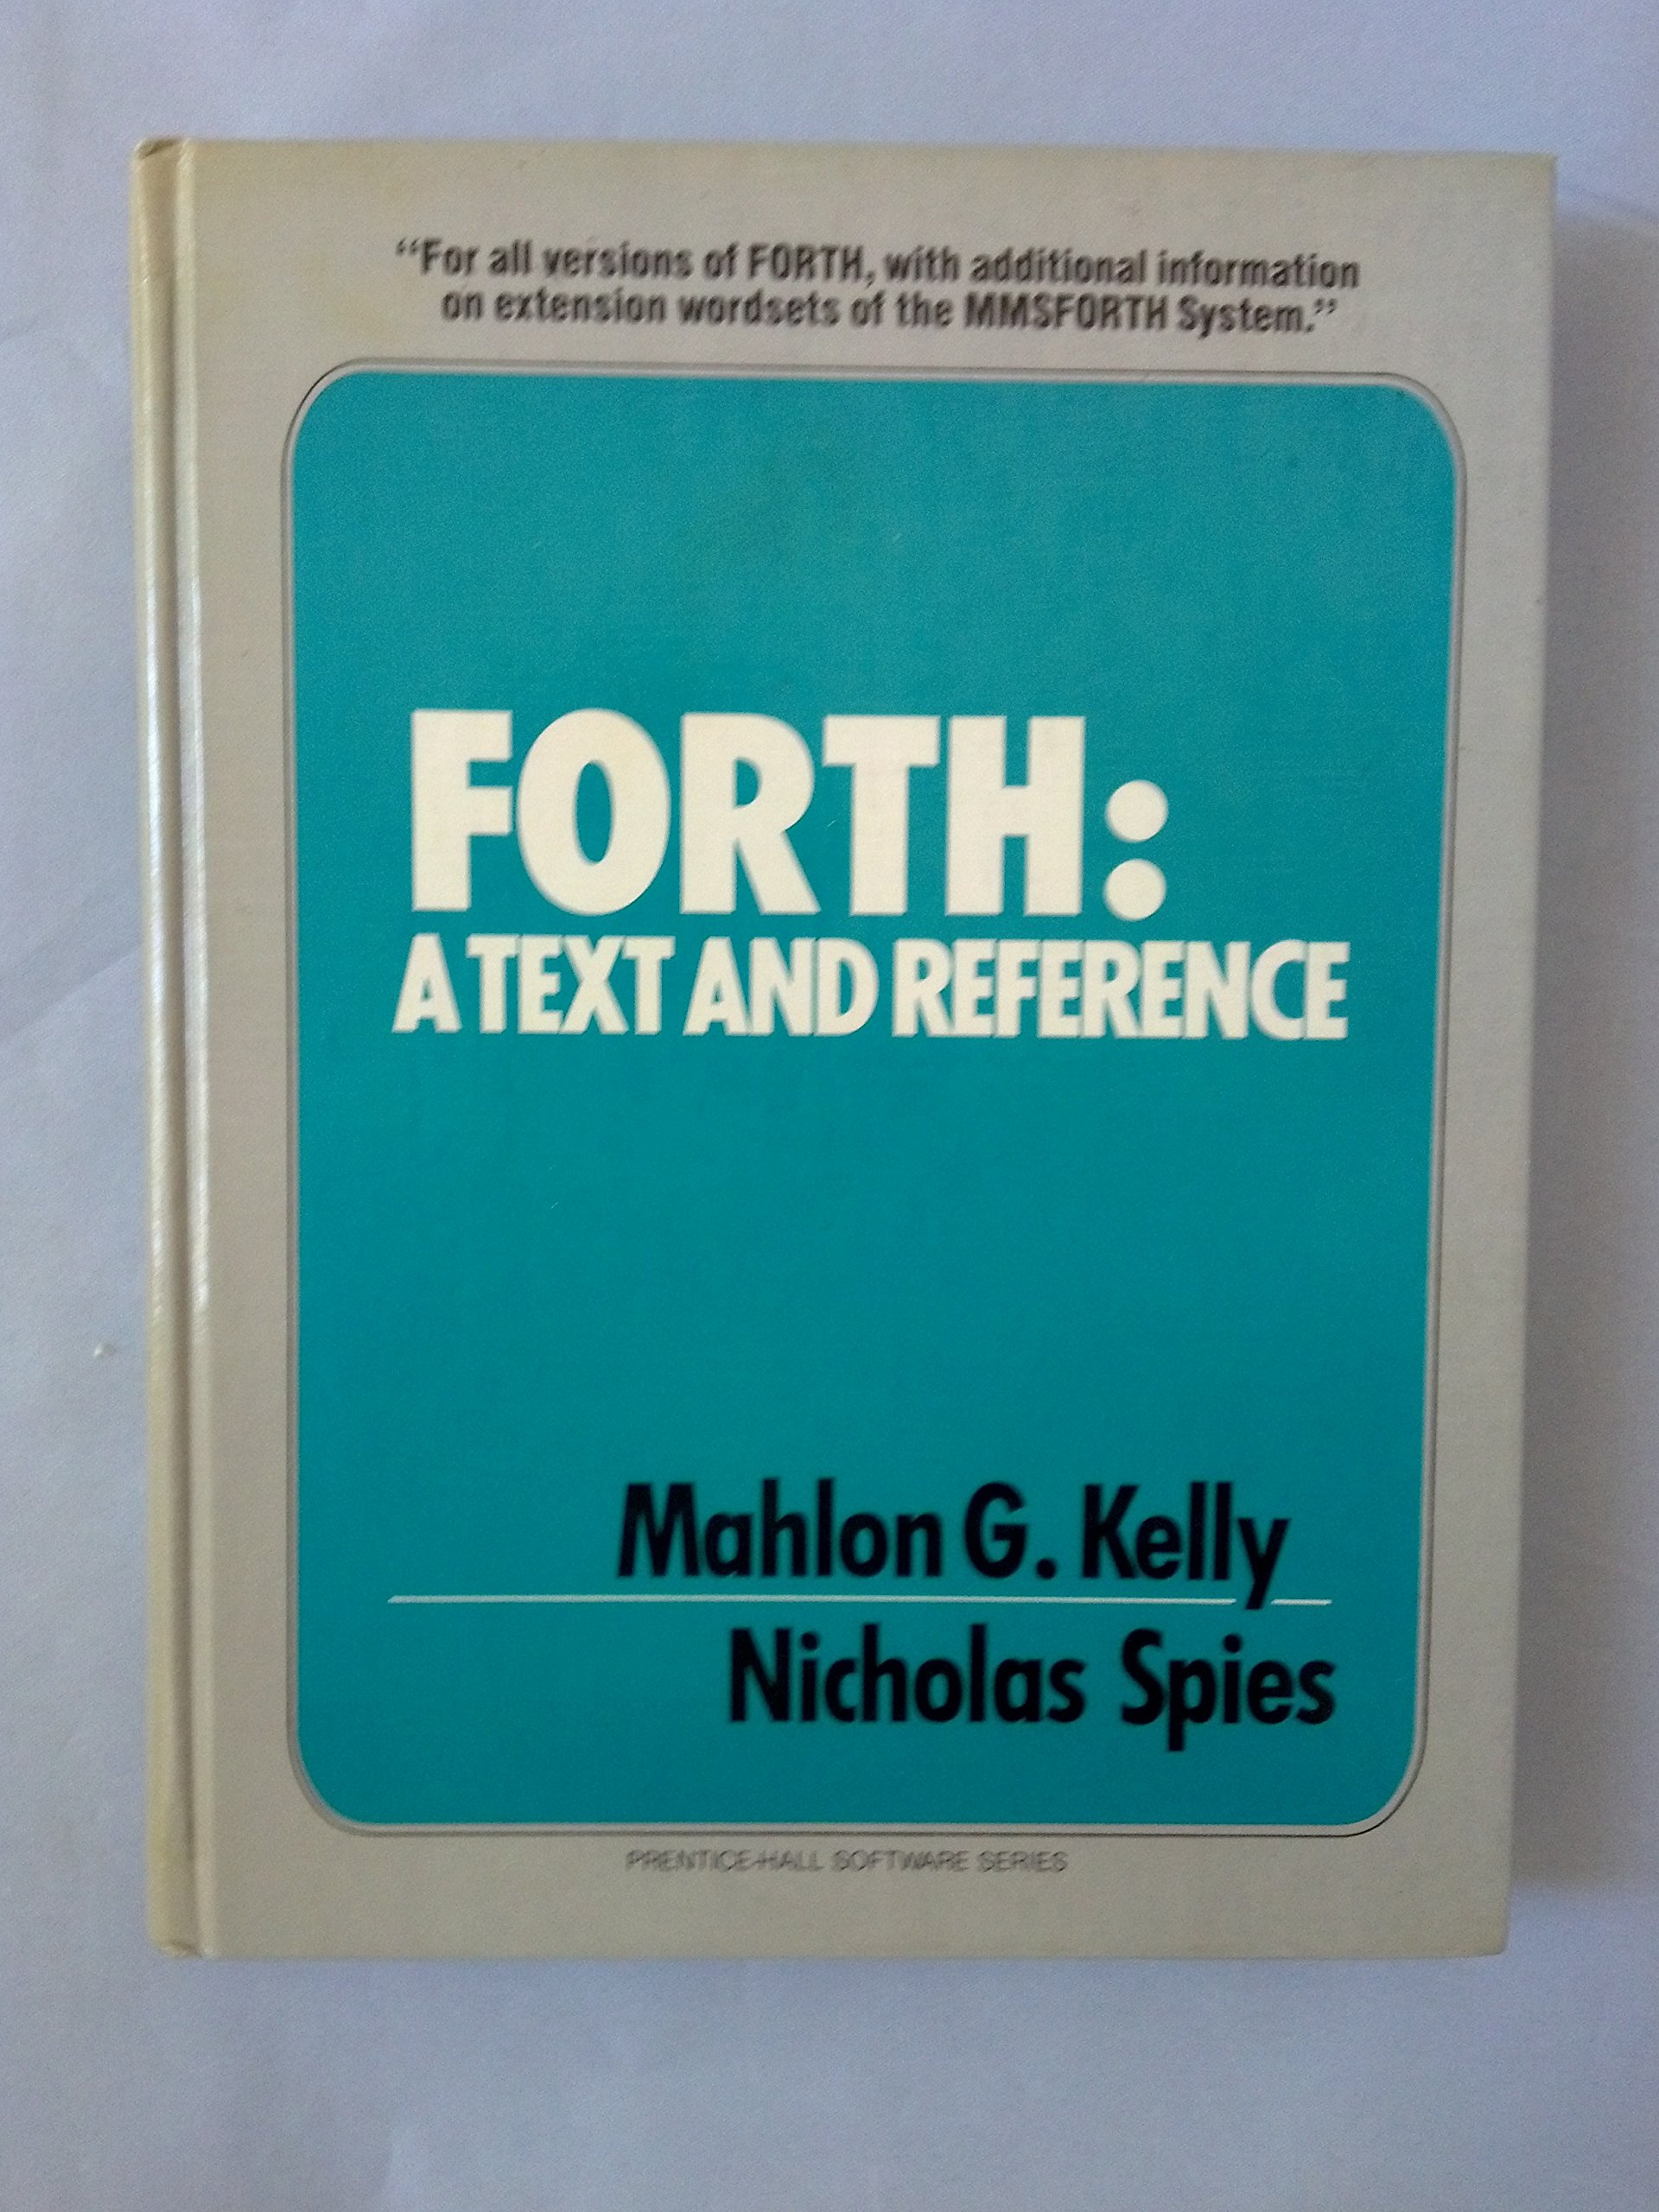 “For all versions of FORTH, with additional information
on extension wordsets of the MMSFORTH System.”
FORTH:
A TEXT AND REFERENCE
Mahlon G. Kelly
Nicholas Spies
PRENTICE-HALL SOFTWARE SERIES